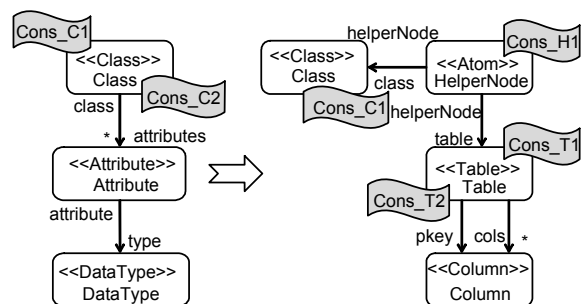 Cons_C1
<<Class>>
Class
Cons_C2
class
* attributes
<<Attribute>>
Attribute
attribute
type
<<DataType>>
DataType
helperNode
Cons_H1
<<Class>>
Class
<<Atom>>
HelperNode
class
Cons_C1
helperNode
table
Cons_T1
<<Table>>
Table
Cons_T2
pkey cols *
<<Column>>
Column